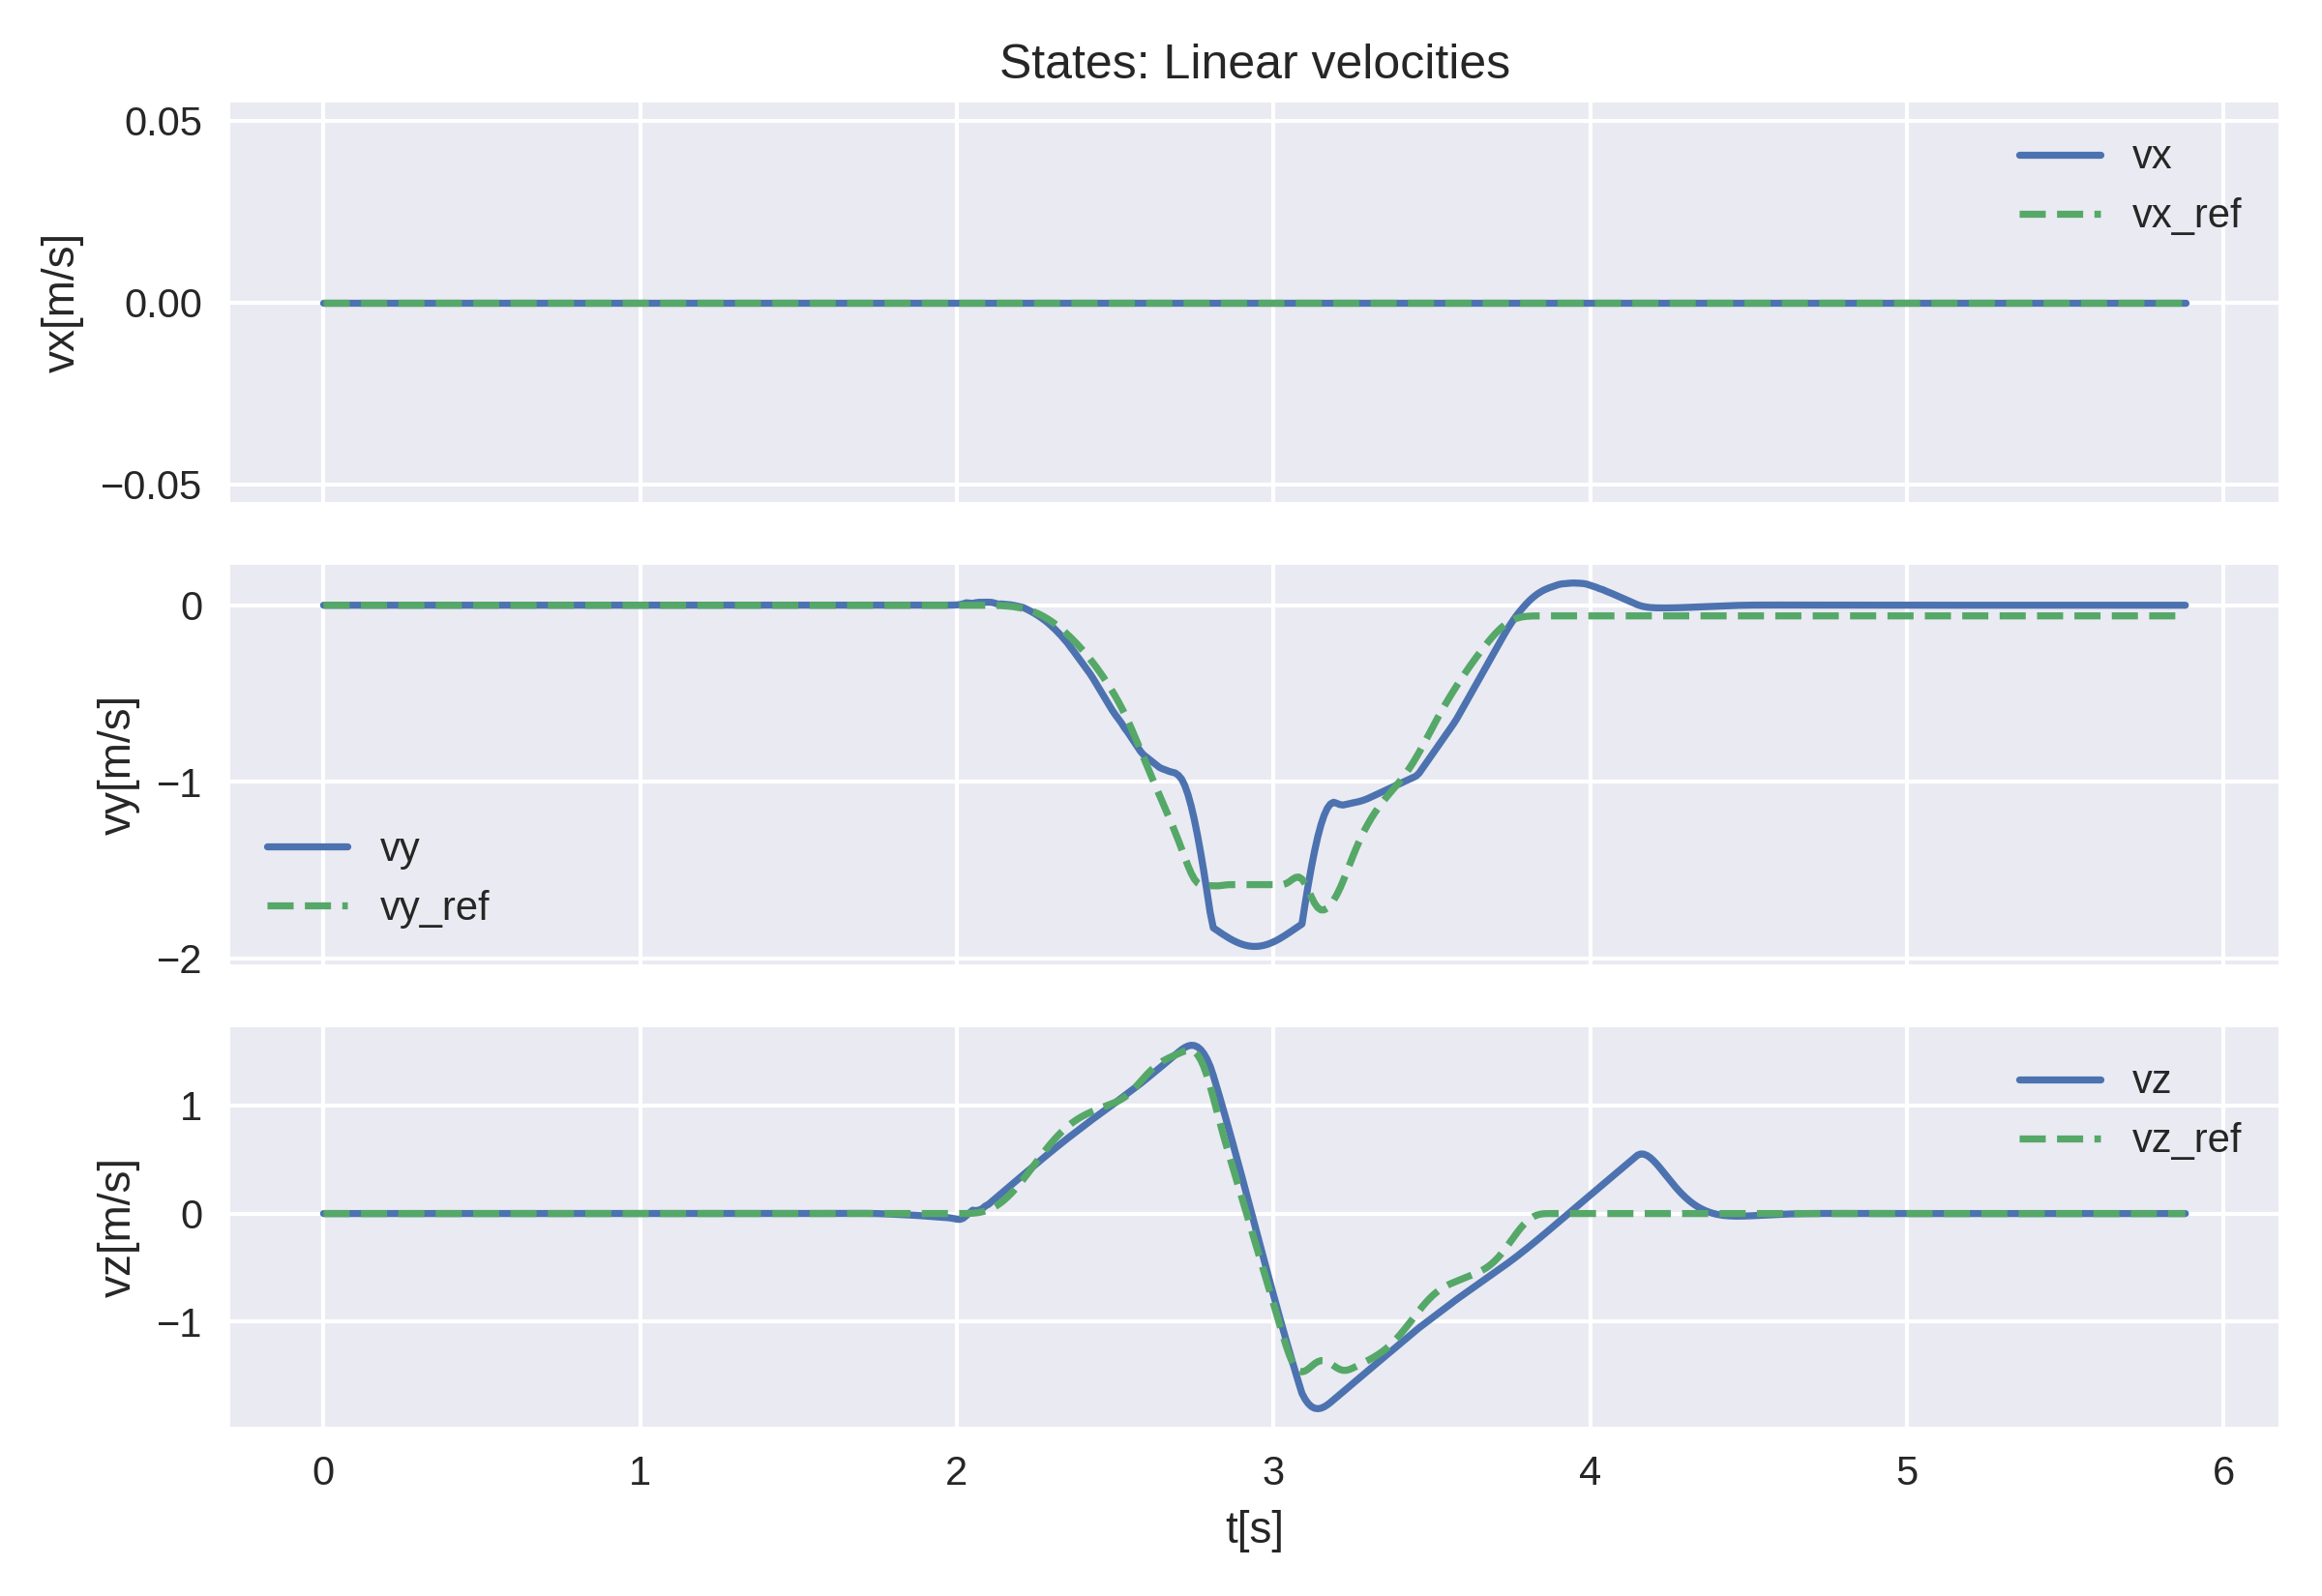 States: Linear velocities
0.05
0.00
−0.05
vx[m/s]
vx
vx_ref
0
−1
−2
vy[m/s]
vy
vy_ref
1
0
−1
vz[m/s]
vz
vz_ref
0 1 2 3 4 5 6
t[s]